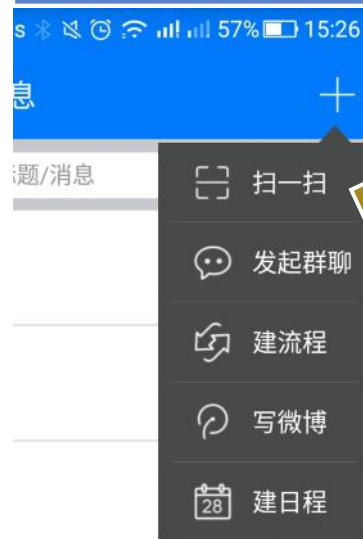 s 57% 15:26
息
题/消息
扫一扫
发起群聊
建流程
写微博
28 建日程